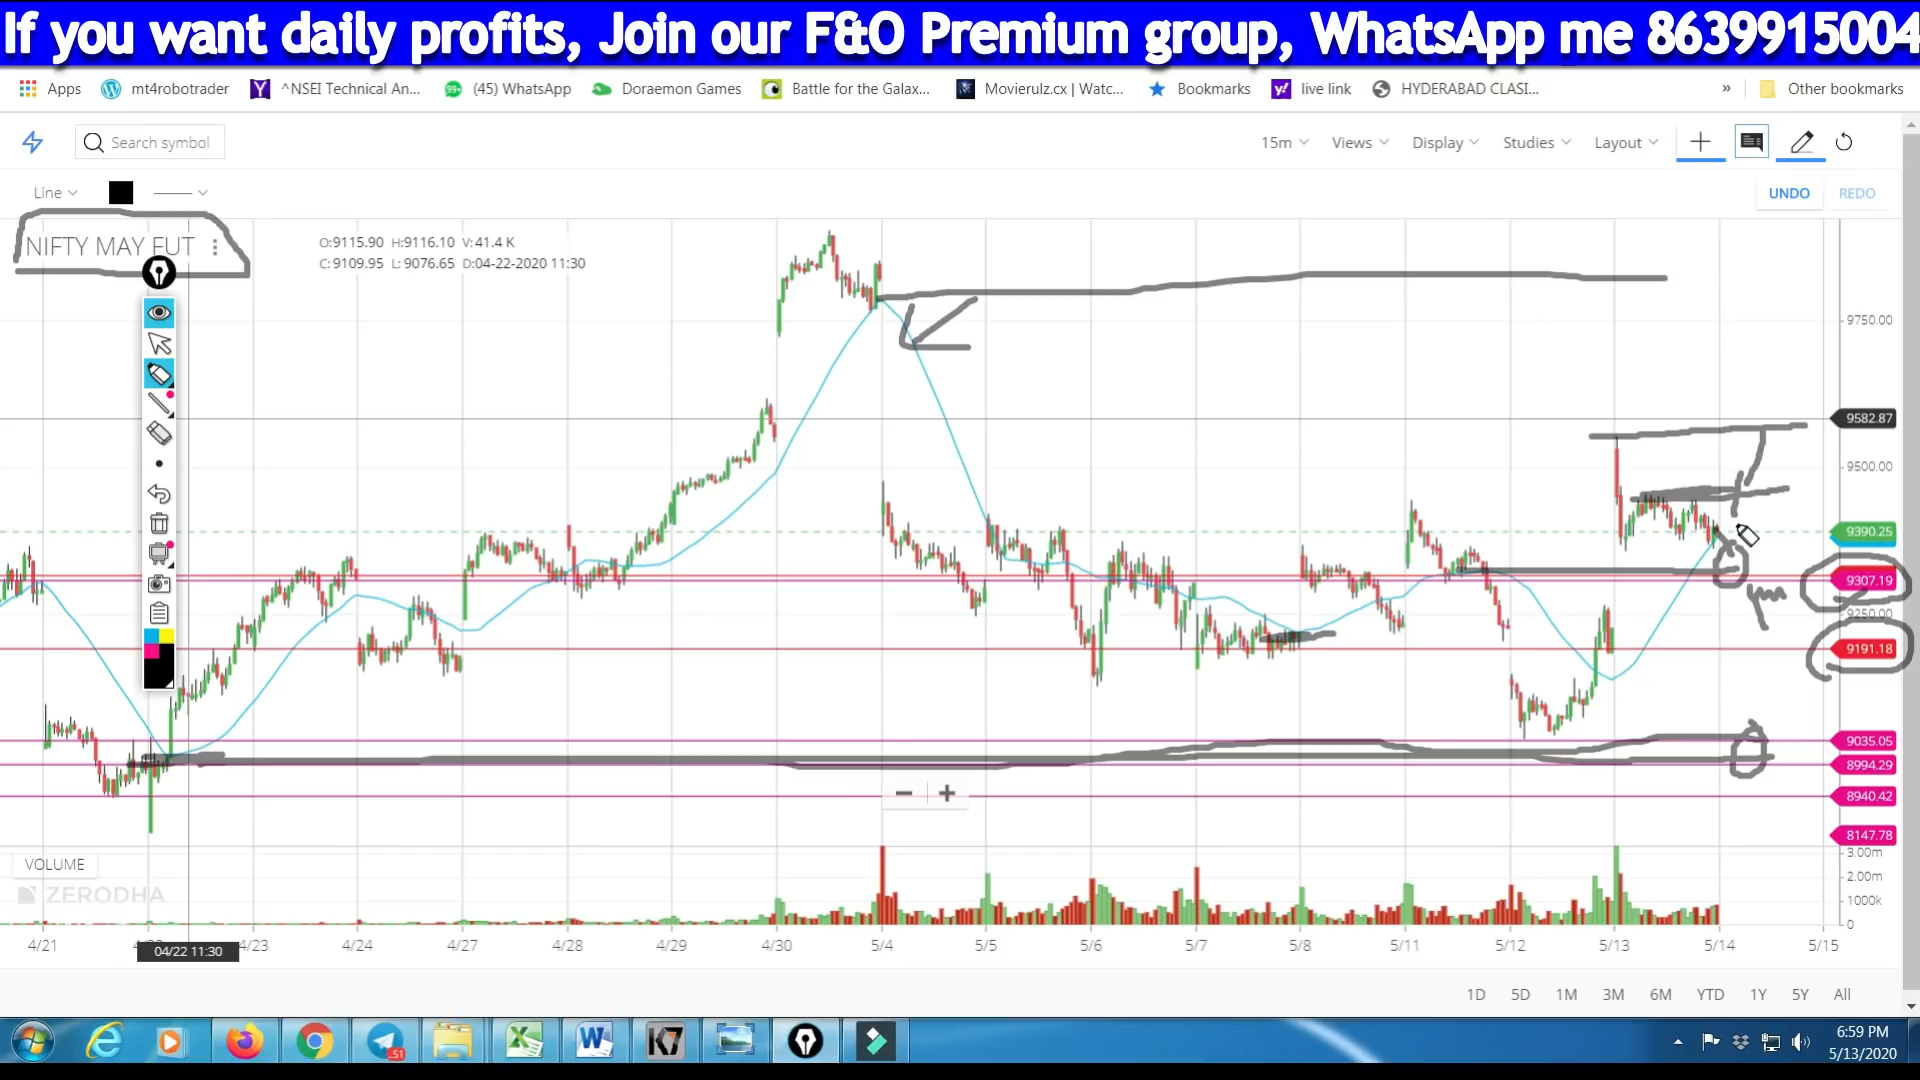 If you want daily profits, Join our F&O Premium group, WhatsApp me 8639915004
Apps mt4robotrader ^NSEI Technical An... (45) WhatsApp Doraemon Games Battle for the Galax... Movierulz.cx | Watc... Bookmarks live link HYDERABAD CLASI... » Other bookmarks
Search symbol 15m Views Display Studies Layout
Line UNDO REDO
NIFTY MAY FUT
O:9115.90 H:9116.10 V:41.4 K
C:9109.95 L:9076.65 D:04-22-2020 11:30
9750.00
9582.87
9500.00
9390.25
9307.19
9250.00
9191.18
9035.05
8994.29
8940.42
8147.78
VOLUME
3.00m
2.00m
1000k
0
ZERODHA
4/21 4/23 4/24 4/27 4/28 4/29 4/30 5/4 5/5 5/6 5/7 5/8 5/11 5/12 5/13 5/14 5/15
04/22 11:30
1D 5D 1M 3M 6M YTD 1Y 5Y All
51
K7
6:59 PM
5/13/2020